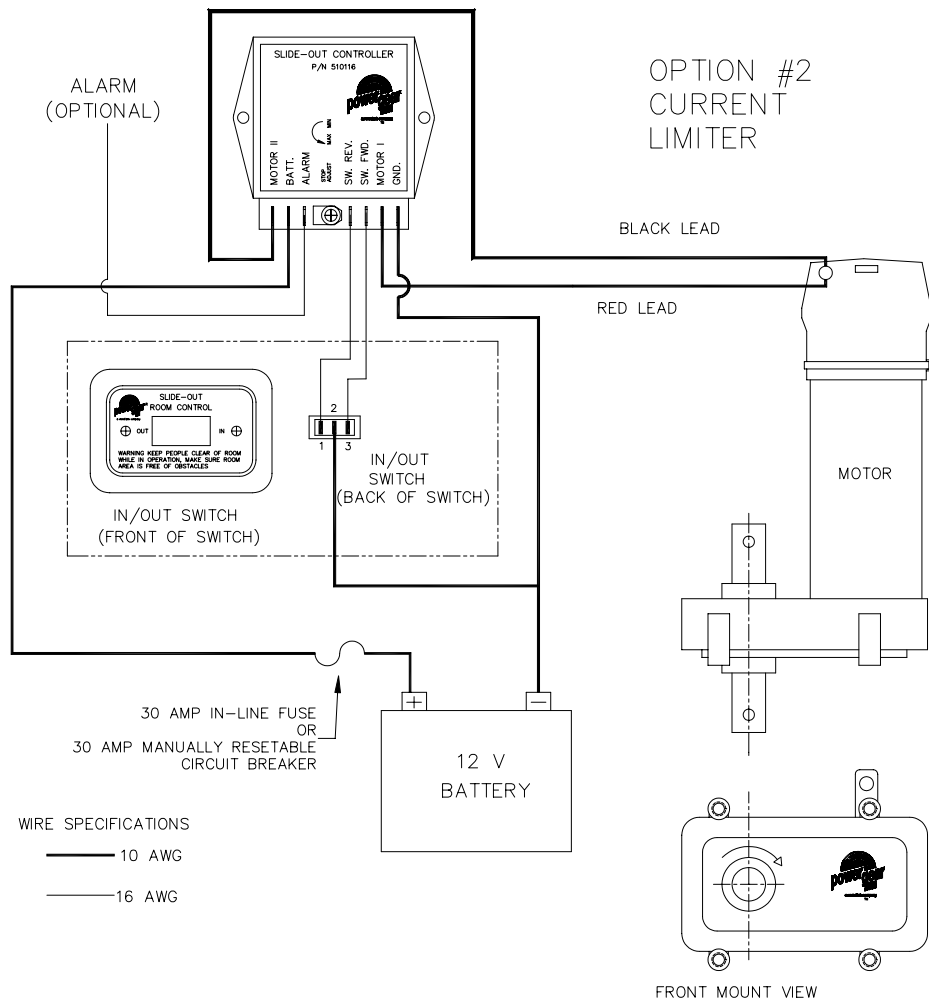 SLIDE-OUT CONTROLLER
P/N 510116
power gear
MOTOR II
BATT.
ALARM
STOP
ADJUST
MAX MIN
SW. REV.
SW. FWD.
MOTOR I
GND.
ALARM
(OPTIONAL)
OPTION #2
CURRENT
LIMITER
BLACK LEAD
RED LEAD
MOTOR
SLIDE-OUT
ROOM CONTROL
OUT
IN
WARNING KEEP PEOPLE CLEAR OF ROOM
WHILE IN OPERATION, MAKE SURE ROOM
AREA IS FREE OF OBSTACLES
IN/OUT SWITCH
(FRONT OF SWITCH)
2
1 3
IN/OUT
SWITCH
(BACK OF SWITCH)
30 AMP IN-LINE FUSE
OR
30 AMP MANUALLY RESETABLE
CIRCUIT BREAKER
+ −
12 V
BATTERY
WIRE SPECIFICATIONS
10 AWG
16 AWG
power gear
FRONT MOUNT VIEW